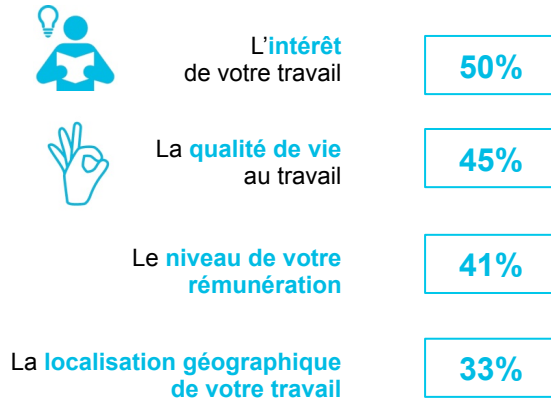 L'intérêt
de votre travail
50%
La qualité de vie
au travail
45%
Le niveau de votre
rémunération
41%
La localisation géographique
de votre travail
33%